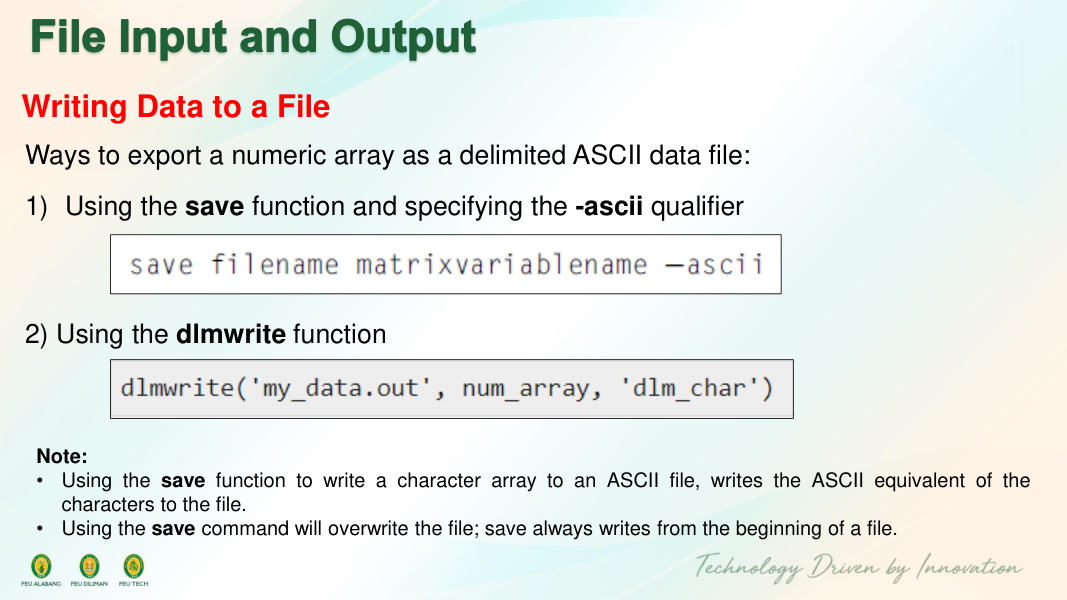 File Input and Output
Writing Data to a File
Ways to export a numeric array as a delimited ASCII data file:
1) Using the save function and specifying the -ascii qualifier
save filename matrixvariablename –ascii
2) Using the dlmwrite function
dlmwrite('my_data.out', num_array, 'dlm_char')
Note:
• Using the save function to write a character array to an ASCII file, writes the ASCII equivalent of the
characters to the file.
• Using the save command will overwrite the file; save always writes from the beginning of a file.
FEU ALABANG FEU DILIMAN FEU TECH
Technology Driven by Innovation